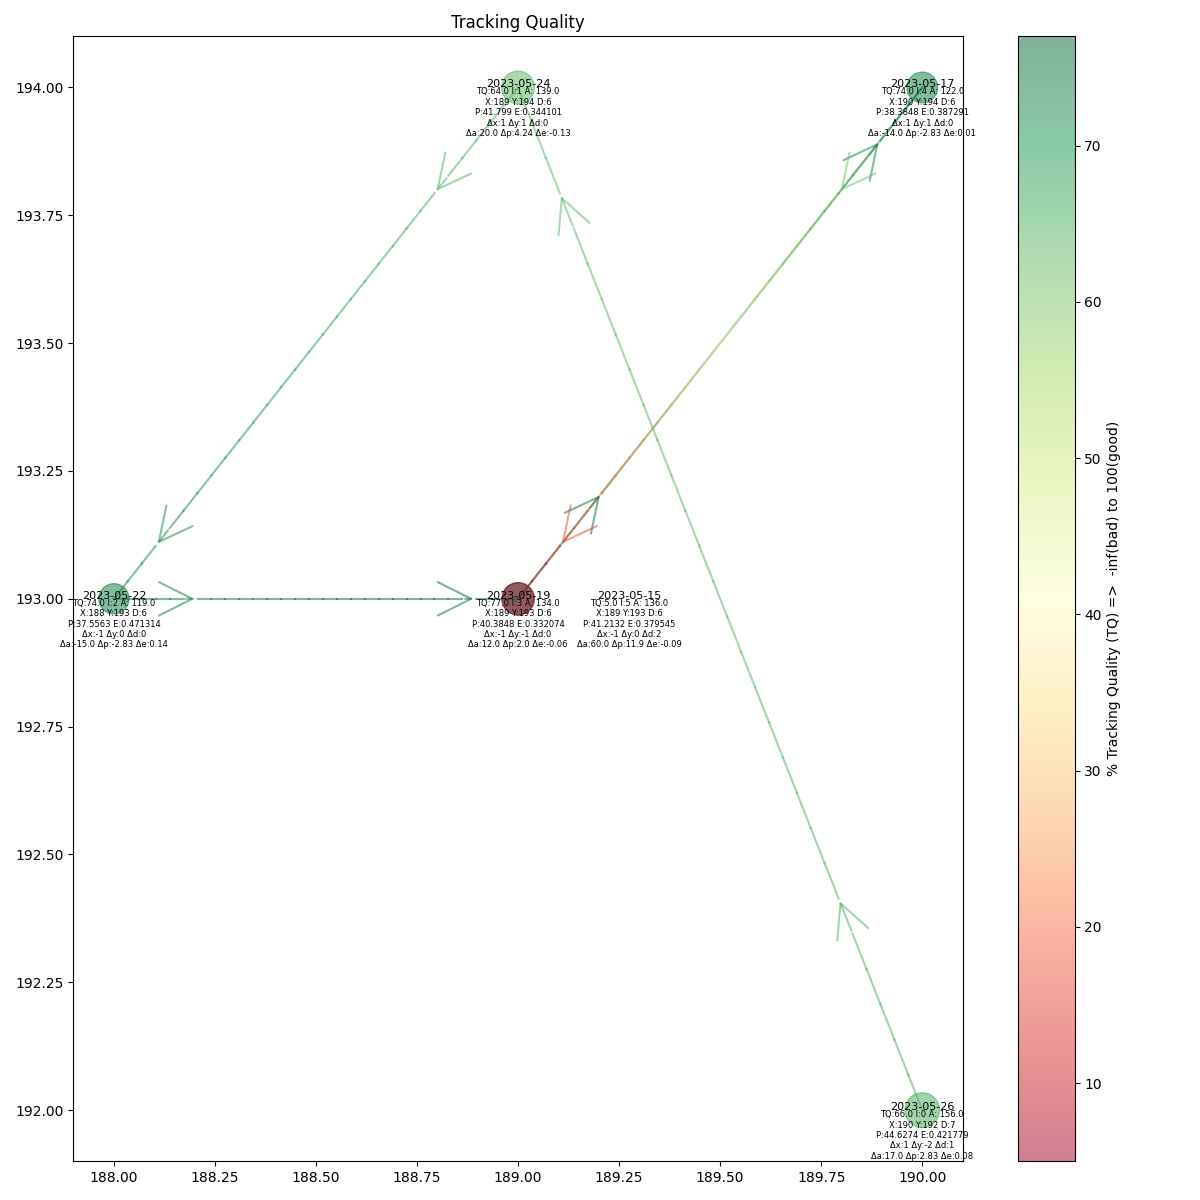 Tracking Quality
194.00
193.75
193.50
193.25
193.00
192.75
192.50
192.25
192.00
2023-05-24
TQ:64.0 I:1 A: 139.0
X:189 Y:194 D:6
P:41.799 E:0.344101
Δx:1 Δy:1 Δd:0
Δa:20.0 Δp:4.24 Δe:-0.13
2023-05-17
TQ:74.0 I:4 A: 122.0
X:190 Y:194 D:6
P:38.3848 E:0.387291
Δx:1 Δy:1 Δd:0
Δa:-14.0 Δp:-2.83 Δe:0.01
2023-05-22
TQ:74.0 I:2 A: 119.0
X:188 Y:193 D:6
P:37.5563 E:0.471314
Δx:-1 Δy:0 Δd:0
Δa:-15.0 Δp:-2.83 Δe:0.14
2023-05-19
TQ:77.0 I:3 A: 134.0
X:189 Y:193 D:6
P:40.3848 E:0.332074
Δx:-1 Δy:-1 Δd:0
Δa:12.0 Δp:2.0 Δe:-0.06
2023-05-15
TQ:5.0 I:5 A: 136.0
X:189 Y:193 D:6
P:41.2132 E:0.379545
Δx:-1 Δy:0 Δd:2
Δa:60.0 Δp:11.9 Δe:-0.09
2023-05-26
TQ:66.0 I:0 A: 156.0
X:190 Y:192 D:7
P:44.6274 E:0.421779
Δx:1 Δy:-2 Δd:1
Δa:17.0 Δp:2.83 Δe:0.08
188.00 188.25 188.50 188.75 189.00 189.25 189.50 189.75 190.00
70
60
50
40
30
20
10
% Tracking Quality (TQ) =>  -inf(bad) to 100(good)